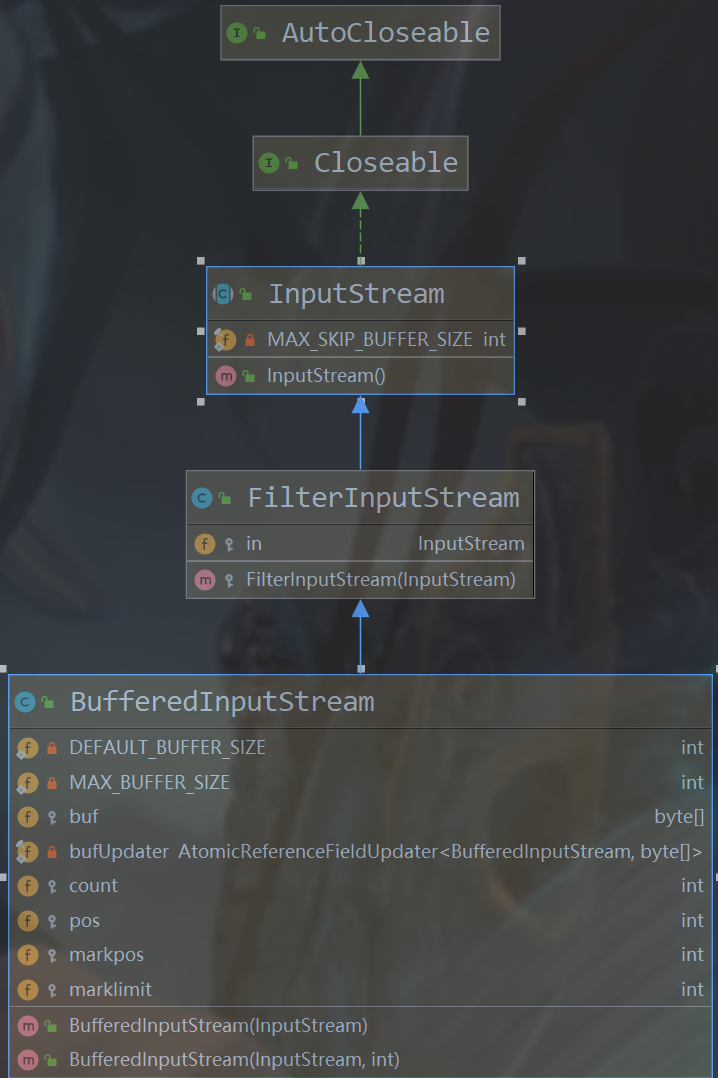 AutoCloseable
Closeable
InputStream
MAX_SKIP_BUFFER_SIZE int
InputStream()
FilterInputStream
in InputStream
FilterInputStream(InputStream)
BufferedInputStream
DEFAULT_BUFFER_SIZE int
MAX_BUFFER_SIZE int
buf byte[]
bufUpdater AtomicReferenceFieldUpdater<BufferedInputStream, byte[]>
count int
pos int
markpos int
marklimit int
BufferedInputStream(InputStream)
BufferedInputStream(InputStream, int)